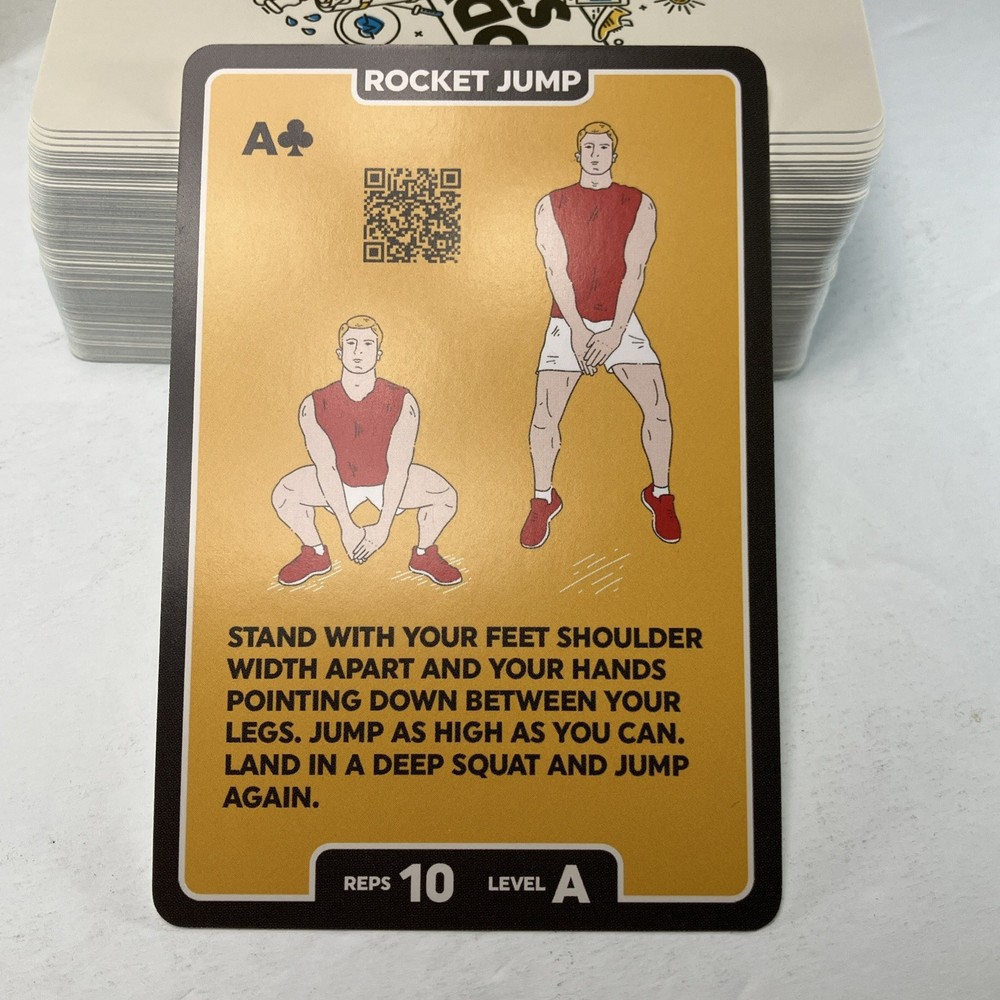 ROCKET JUMP
A♣
STAND WITH YOUR FEET SHOULDER
WIDTH APART AND YOUR HANDS
POINTING DOWN BETWEEN YOUR
LEGS. JUMP AS HIGH AS YOU CAN.
LAND IN A DEEP SQUAT AND JUMP
AGAIN.
REPS 10 LEVEL A